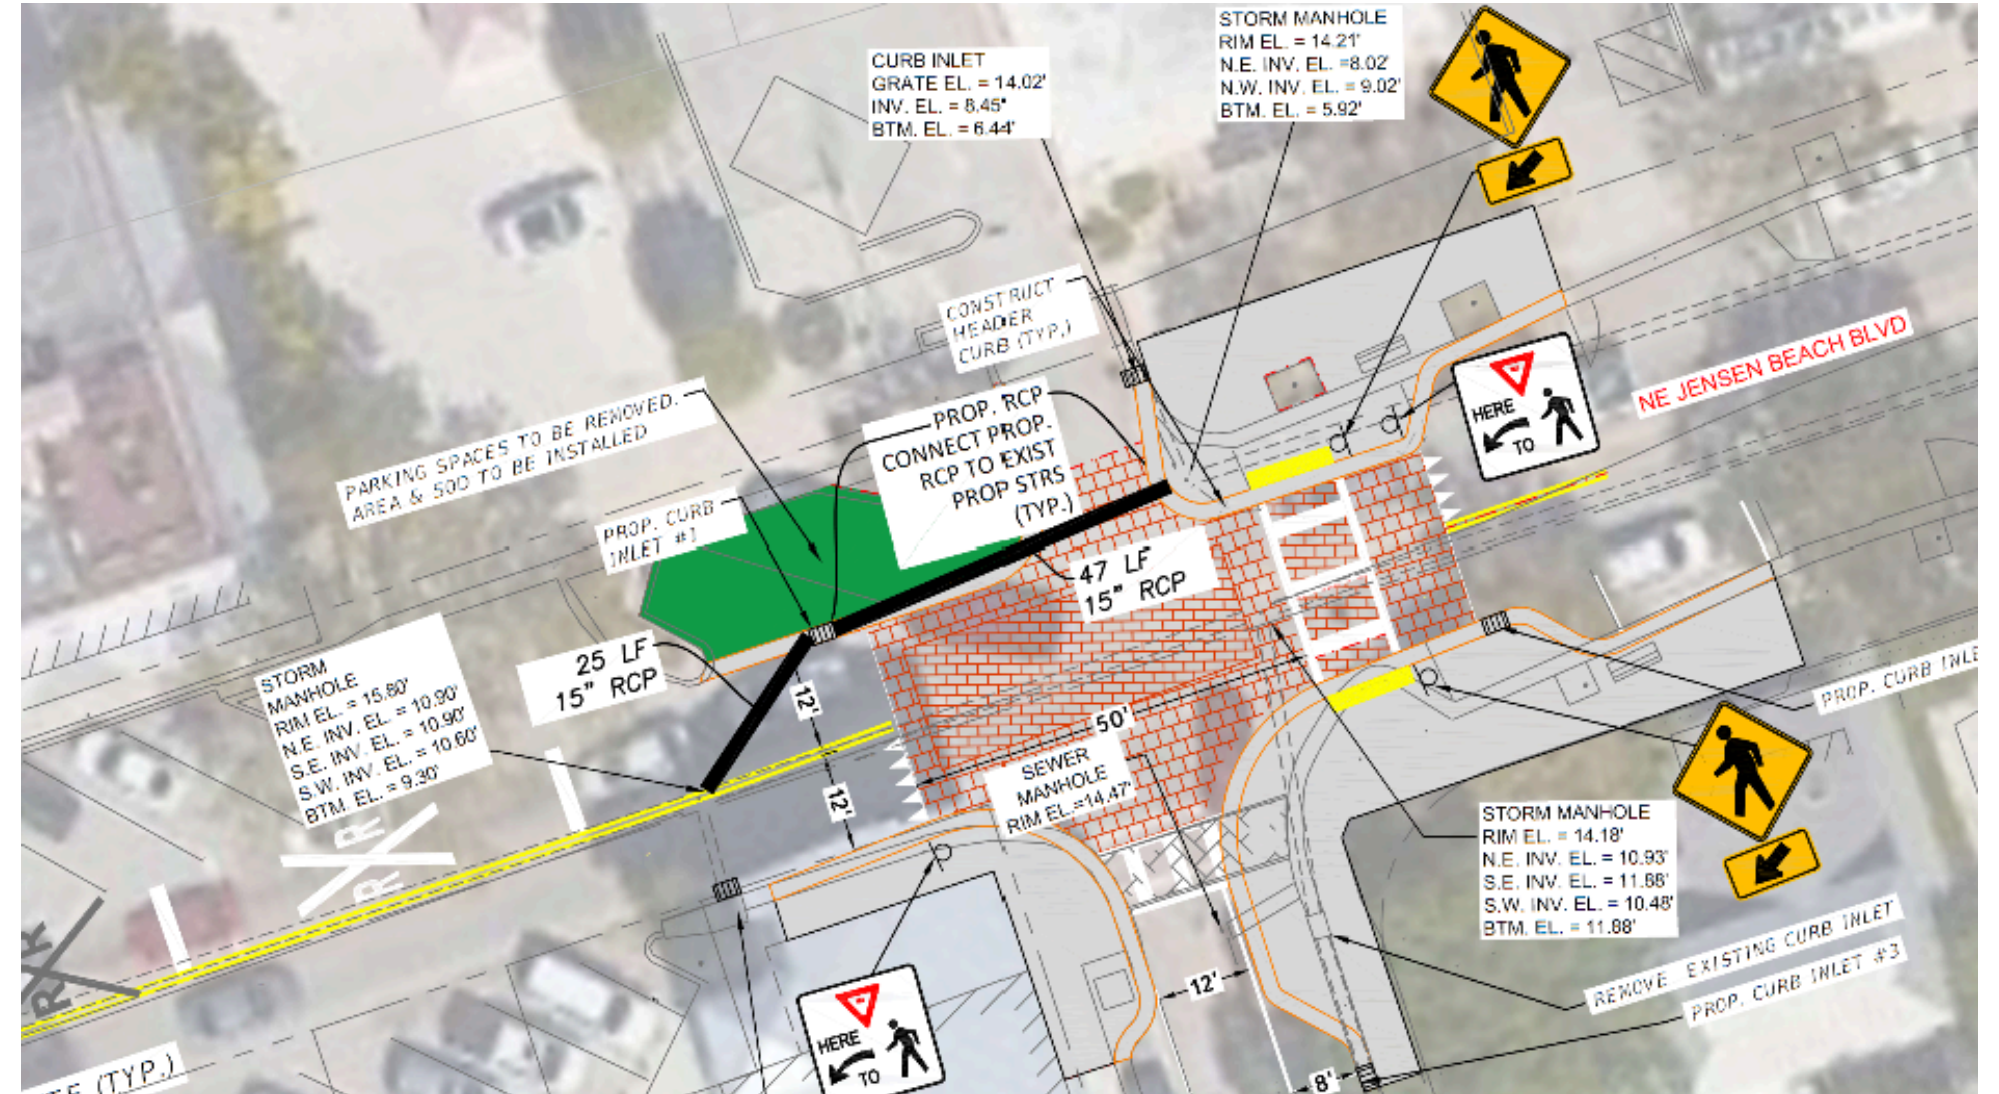 CURB INLET
GRATE EL. = 14.02'
INV. EL. = 8.45'
BTM. EL. = 6.44'
STORM MANHOLE
RIM EL. = 14.21'
N.E. INV. EL. =8.02'
N.W. INV. EL. = 9.02'
BTM. EL. = 5.92'
CONSTRUCT
HEADER
CURB (TYP.)
NE JENSEN BEACH BLVD
HERE
TO
PARKING SPACES TO BE REMOVED.
AREA & SOD TO BE INSTALLED
PROP. RCP
CONNECT PROP.
RCP TO EXIST
PROP STRS
(TYP.)
PROP. CURB
INLET #1
47 LF
15" RCP
25 LF
15" RCP
STORM
MANHOLE
RIM EL. = 15.80'
N.E. INV. EL. = 10.90'
S.E. INV. EL. = 10.90'
S.W. INV. EL. = 10.60'
BTM. EL. = 9.30'
12'
12'
50'
SEWER
MANHOLE
RIM EL.=14.47'
PROP. CURB INLE
STORM MANHOLE
RIM EL. = 14.18'
N.E. INV. EL. = 10.93'
S.E. INV. EL. = 11.88'
S.W. INV. EL. = 10.48'
BTM. EL. = 11.88'
R R
R R
REMOVE EXISTING CURB INLET
PROP. CURB INLET #3
12'
8'
HERE
TO
(TYP.)